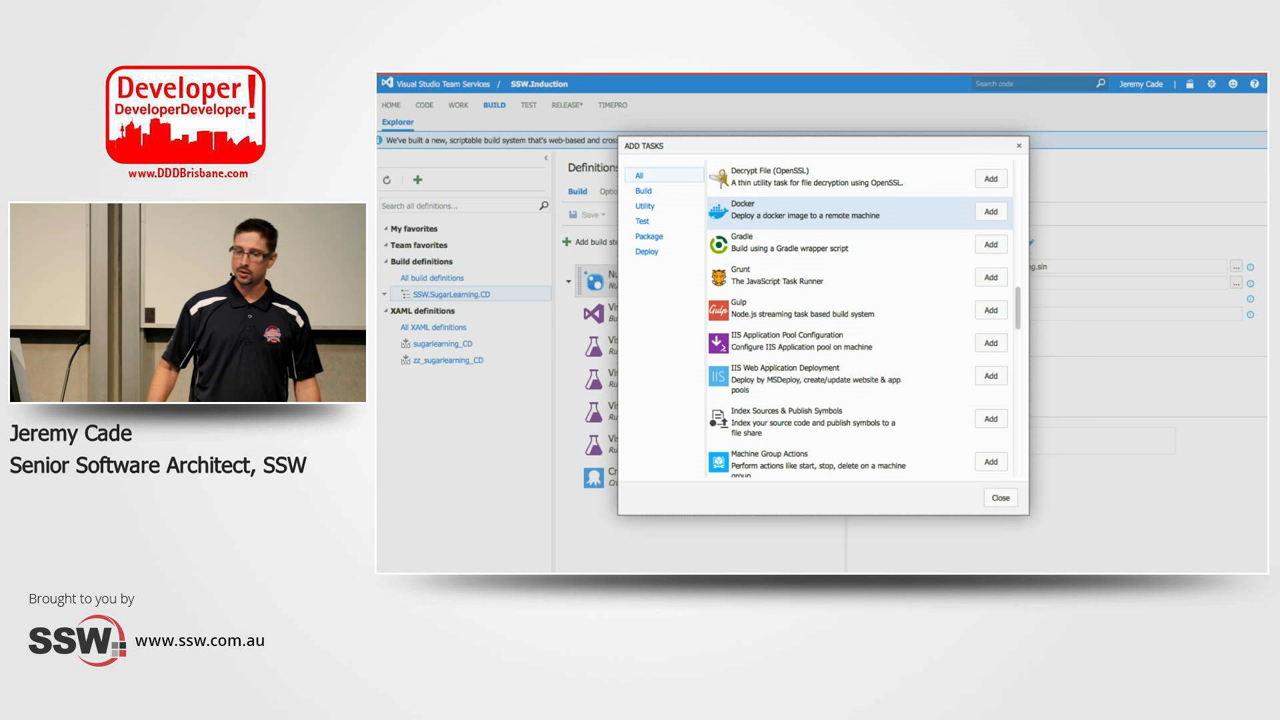 Developer!
DeveloperDeveloper
www.DDDBrisbane.com
Jeremy Cade
Senior Software Architect, SSW
Brought to you by
SSW
www.ssw.com.au
Visual Studio Team Services / SSW.Induction
Search code
Jeremy Cade
HOME CODE WORK BUILD TEST RELEASE* TIMEPRO
Explorer
We've built a new, scriptable build system that's web-based and
Search all definitions...
My favorites
Team favorites
Build definitions
All build definitions
SSW.SugarLearning.CD
XAML definitions
All XAML definitions
sugarlearning_CD
zz_sugarlearning_CD
Build
Save
Add build
ADD TASKS
All
Build
Utility
Test
Package
Deploy
Decrypt File (OpenSSL)
A thin utility task for file decryption using OpenSSL.
Add
Docker
Deploy a docker image to a remote machine
Add
Gradle
Build using a Gradle wrapper script
Add
Grunt
The JavaScript Task Runner
Add
Gulp
Gulp
Node.js streaming task based build system
Add
IIS Application Pool Configuration
Configure IIS Application pool on machine
Add
IIS
IIS Web Application Deployment
Deploy by MSDeploy, create/update website & app
pools
Add
Index Sources & Publish Symbols
Index your source code and publish symbols to a
file share
Add
Machine Group Actions
Perform actions like start, stop, delete on a machine
group
Add
Close